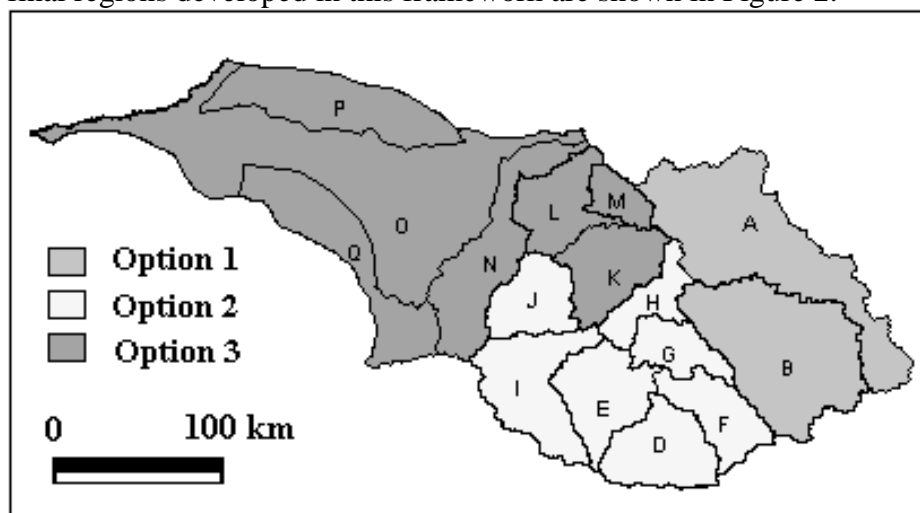 final regions developed in this framework are shown in Figure 2.
P
A
M
L
O
Q
N
K
J
H
G
B
I
E
F
D
Option 1
Option 2
Option 3
0 100 km